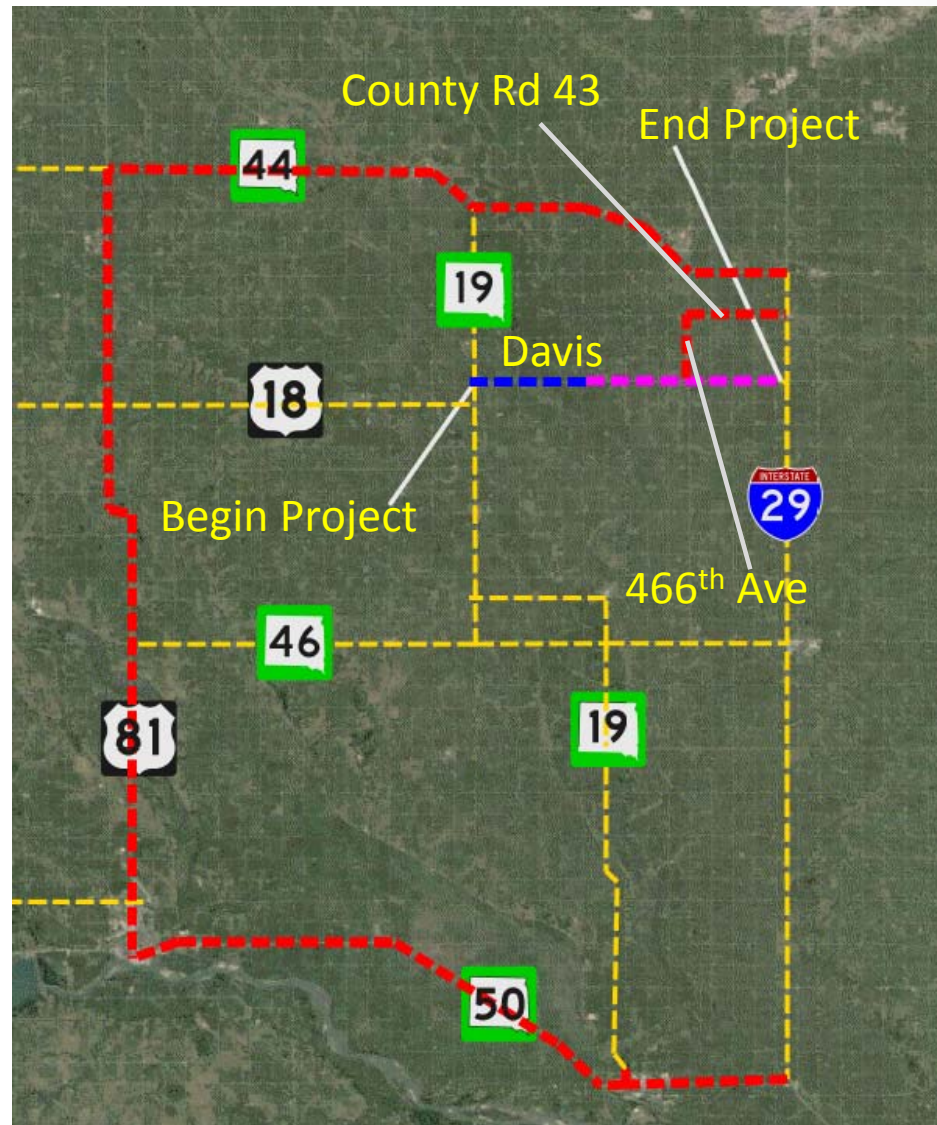 County Rd 43
End Project
44
19
Davis
18
INTERSTATE
29
Begin Project
466th Ave
46
81
19
50